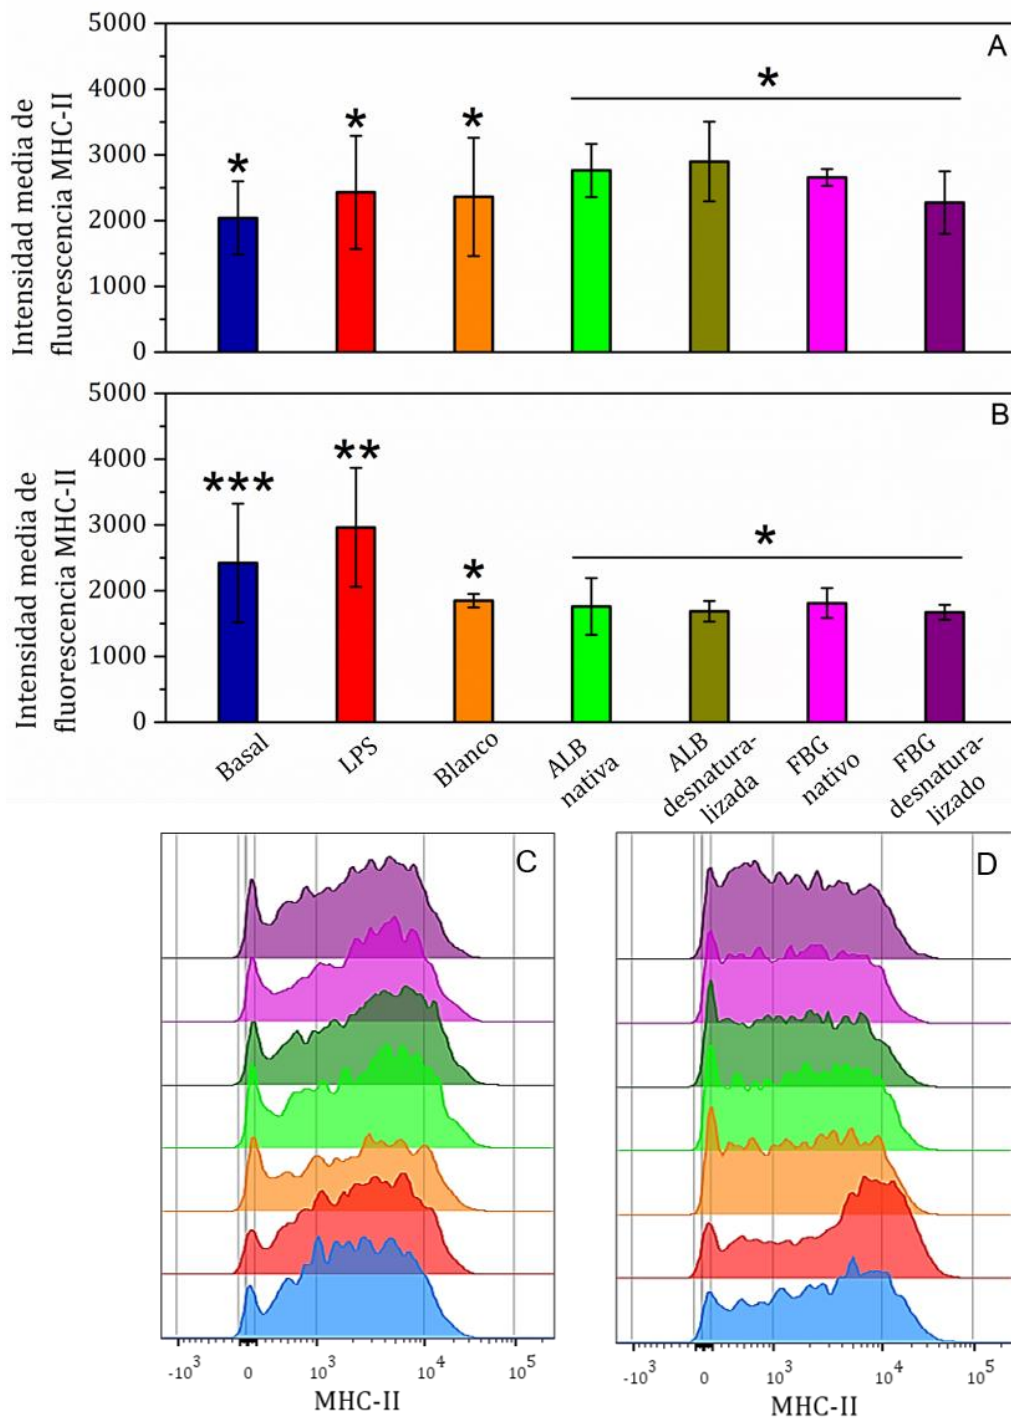 A
Intensidad media de
fluorescencia MHC-II
5000
4000
3000
2000
1000
0
*
*
*
*
B
Intensidad media de
fluorescencia MHC-II
5000
4000
3000
2000
1000
0
***
**
*
*
Basal
LPS
Blanco
ALB
nativa
ALB
desnatura-
lizada
FBG
nativo
FBG
desnatura-
lizado
C
-10³ 0 10³ 10⁴ 10⁵
MHC-II
D
-10³ 0 10³ 10⁴ 10⁵
MHC-II